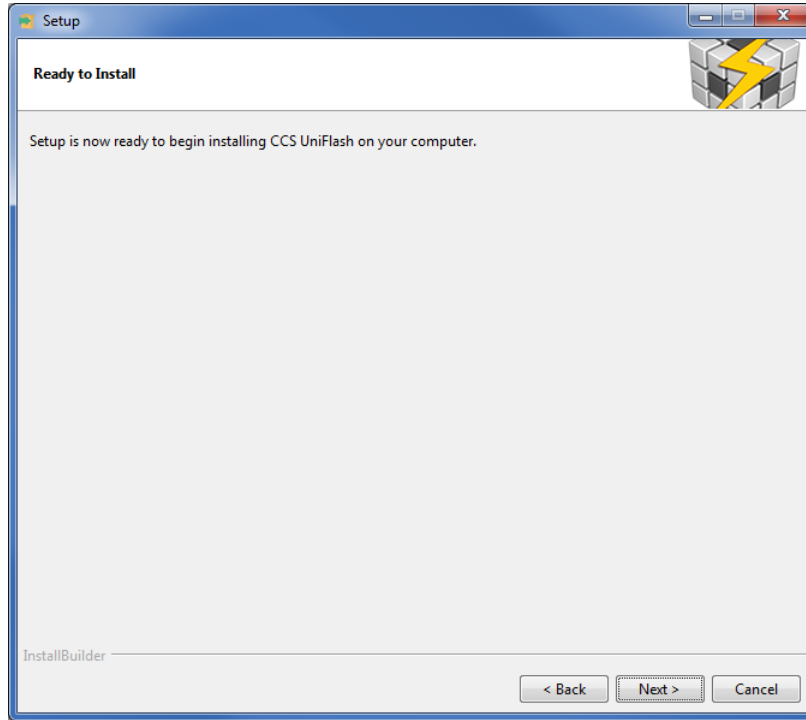 Setup
Ready to Install
Setup is now ready to begin installing CCS UniFlash on your computer.
InstallBuilder
< Back Next > Cancel